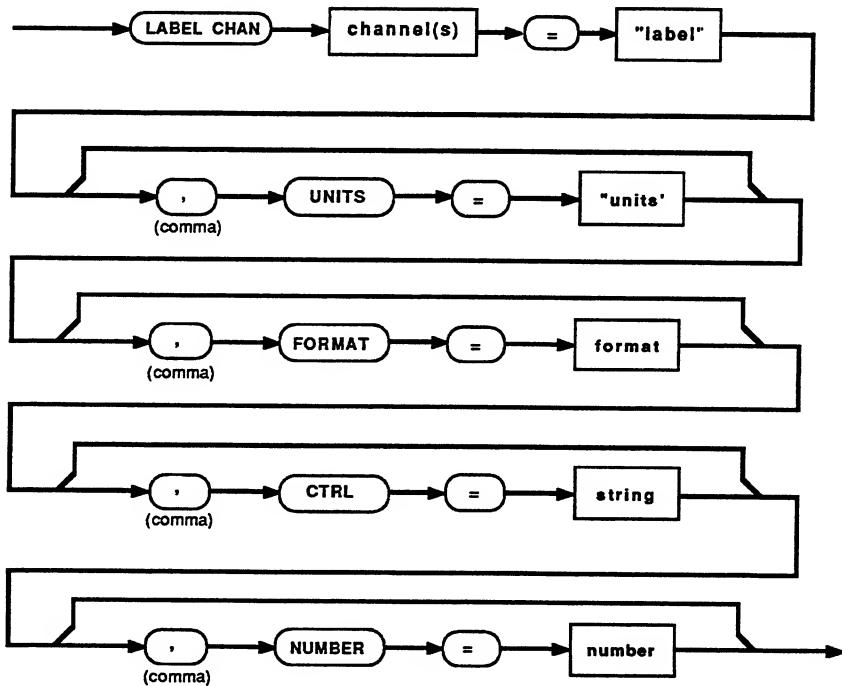 LABEL CHAN channel(s) = "label"
, UNITS = "units'
(comma)
, FORMAT = format
(comma)
, CTRL = string
(comma)
, NUMBER = number
(comma)